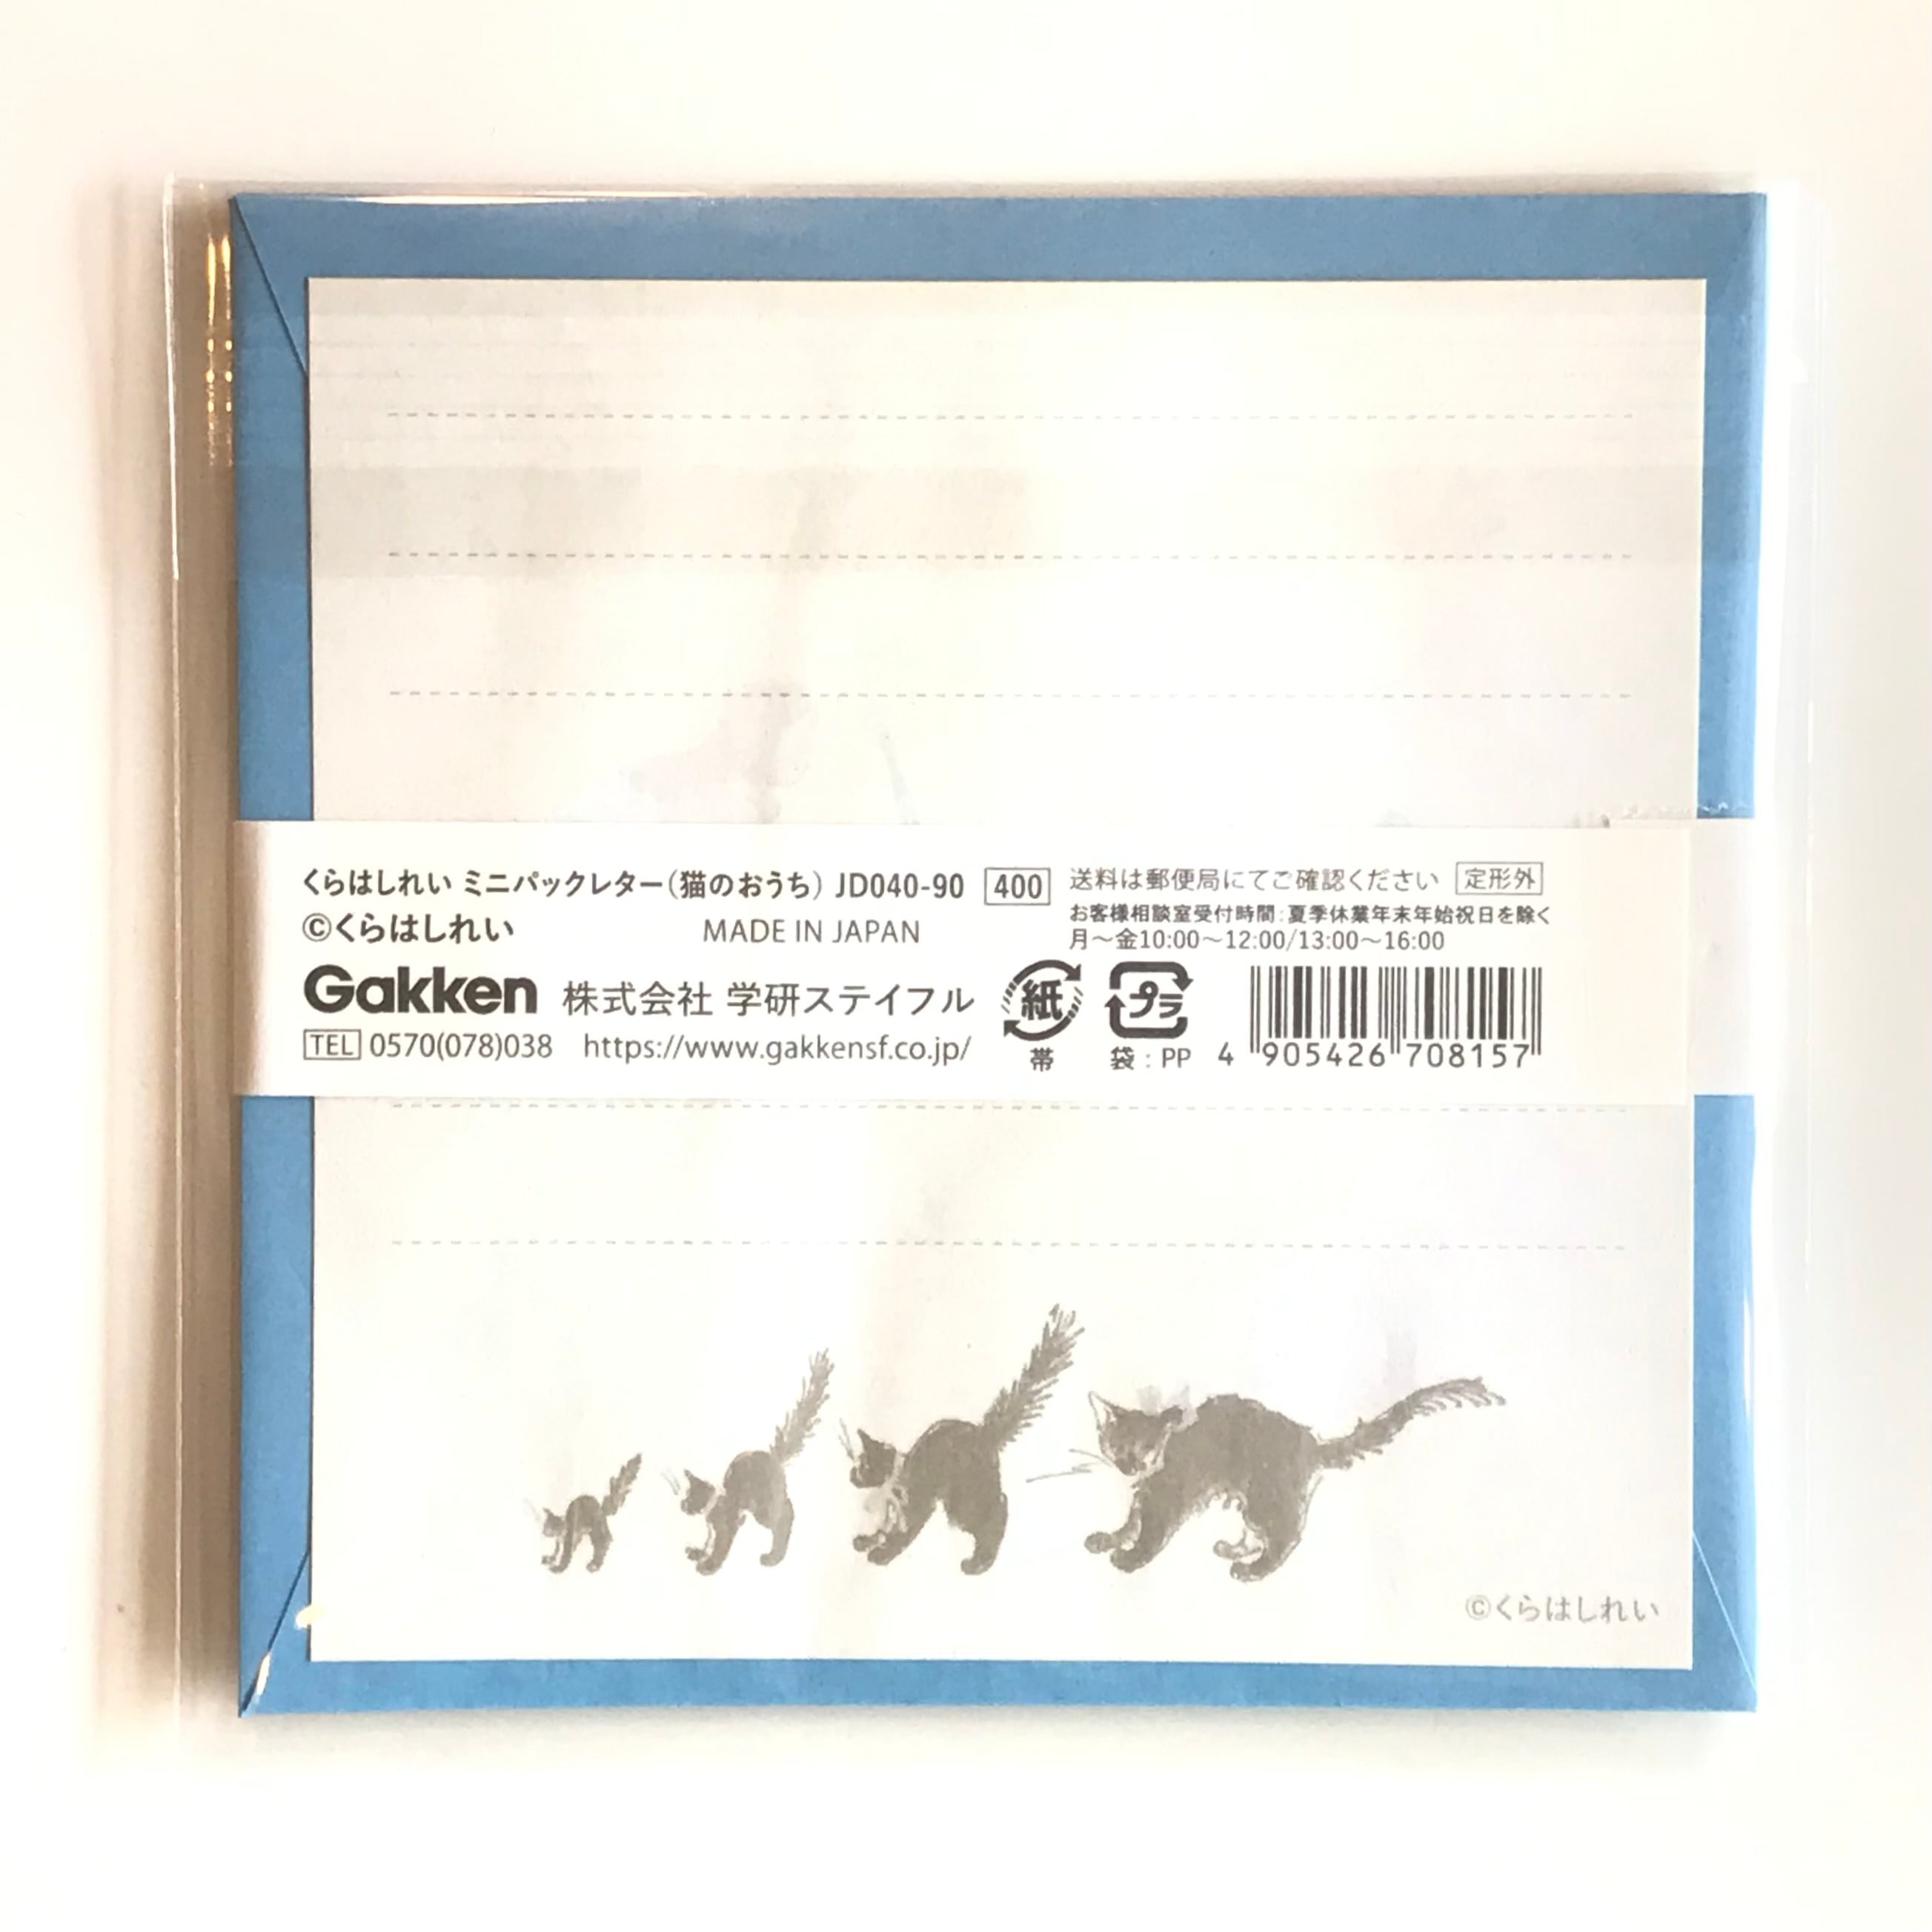 くらはしれい ミニパックレター(猫のおうち) JD040-90 400
©くらはしれい MADE IN JAPAN
Gakken 株式会社 学研ステイフル
TEL 0570(078)038 https://www.gakkensf.co.jp/
送料は郵便局にてご確認ください 定形外
お客様相談室受付時間:夏季休業年末年始祝日を除く
月〜金10:00〜12:00/13:00〜16:00
紙 プラ
帯 袋:PP
4 905426 708157
©くらはしれい